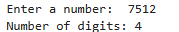 Enter a number:  7512
Number of digits: 4